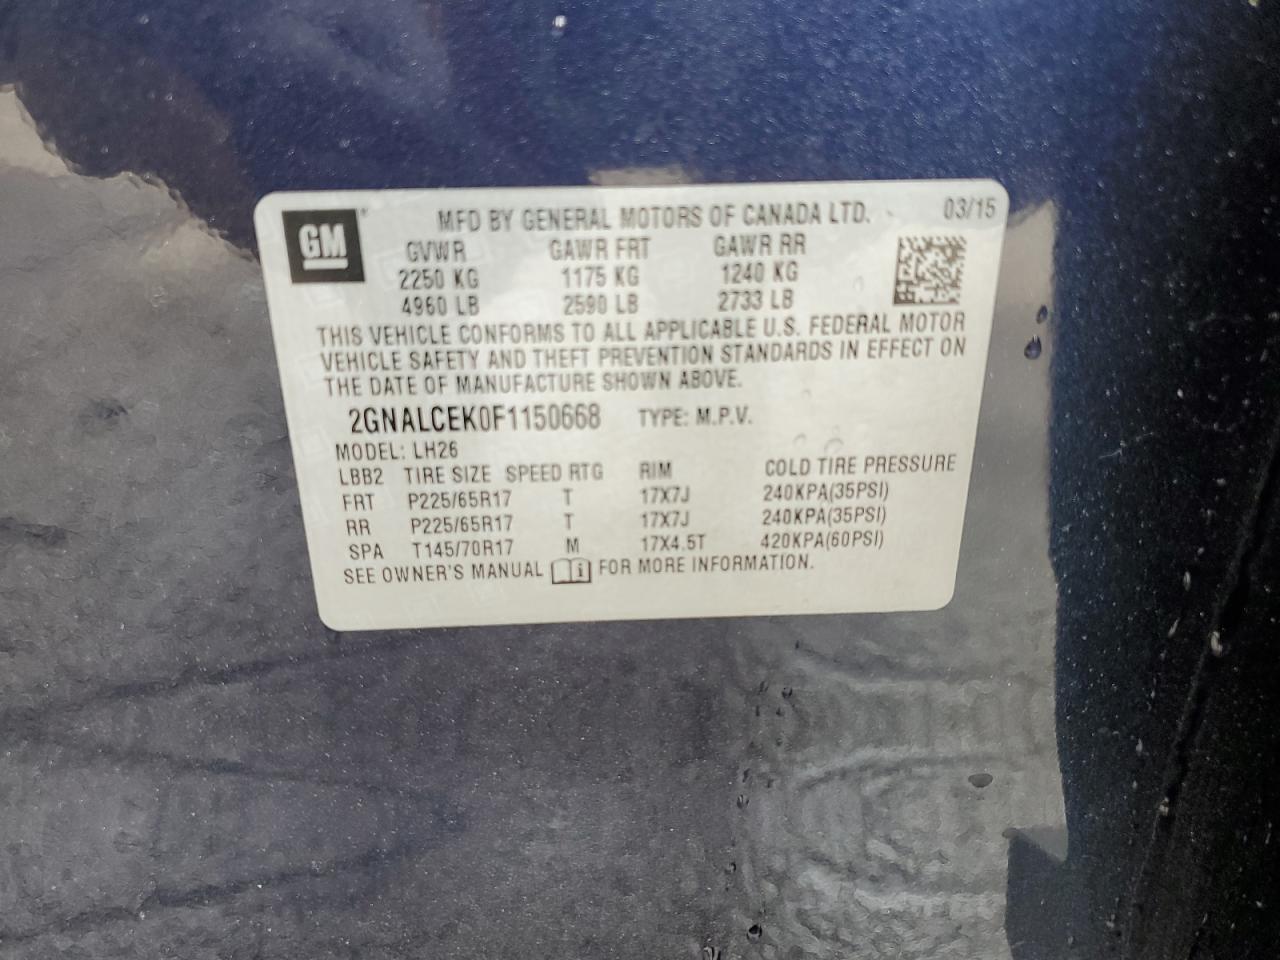 GM
MFD BY GENERAL MOTORS OF CANADA LTD. 03/15
GVWR GAWR FRT GAWR RR
2250 KG 1175 KG 1240 KG
4960 LB 2590 LB 2733 LB
THIS VEHICLE CONFORMS TO ALL APPLICABLE U.S. FEDERAL MOTOR
VEHICLE SAFETY AND THEFT PREVENTION STANDARDS IN EFFECT ON
THE DATE OF MANUFACTURE SHOWN ABOVE.
2GNALCEK0F1150668 TYPE: M.P.V.
MODEL: LH26
LBB2 TIRE SIZE SPEED RTG RIM COLD TIRE PRESSURE
FRT P225/65R17 T 17X7J 240KPA(35PSI)
RR P225/65R17 T 17X7J 240KPA(35PSI)
SPA T145/70R17 M 17X4.5T 420KPA(60PSI)
SEE OWNER'S MANUAL i FOR MORE INFORMATION.